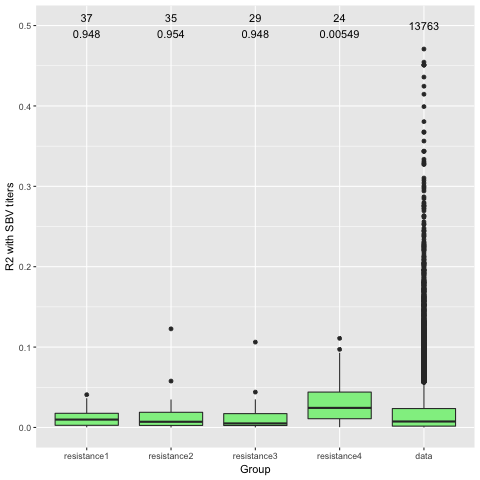 37 35 29 24 13763
0.948 0.954 0.948 0.00549
0.5
0.4
0.3
0.2
0.1
0.0
R2 with SBV titers
resistance1 resistance2 resistance3 resistance4 data
Group